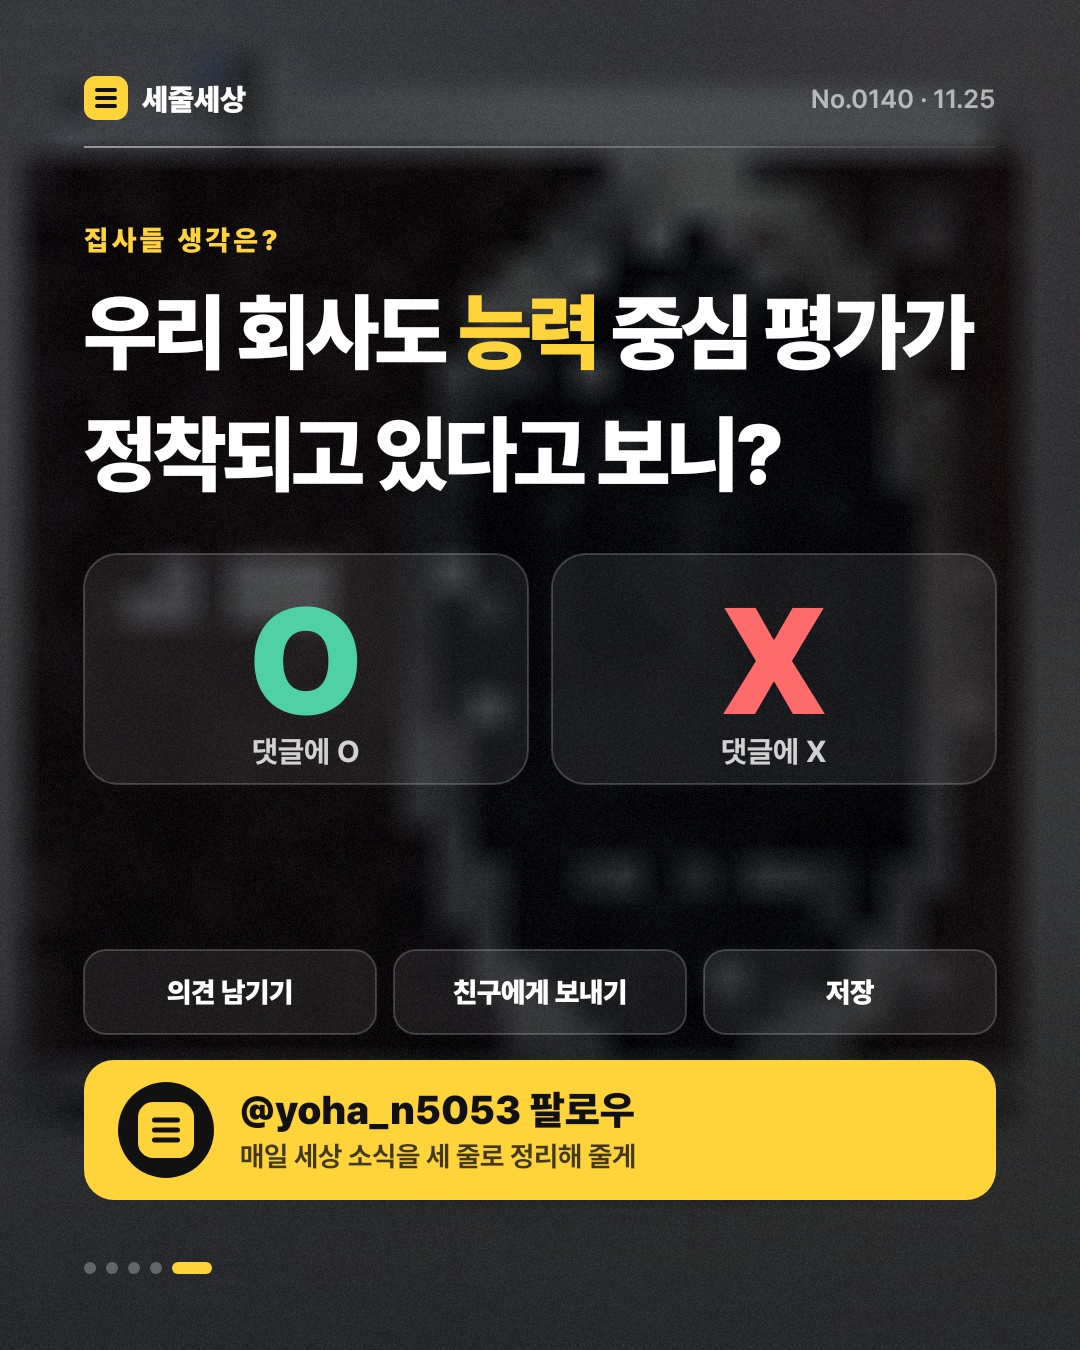 세줄세상
No.0140 · 11.25
집사들 생각은?
우리 회사도 능력 중심 평가가
정착되고 있다고 보니?
O
댓글에 O
X
댓글에 X
의견 남기기
친구에게 보내기
저장
@yoha_n5053 팔로우
매일 세상 소식을 세 줄로 정리해 줄게